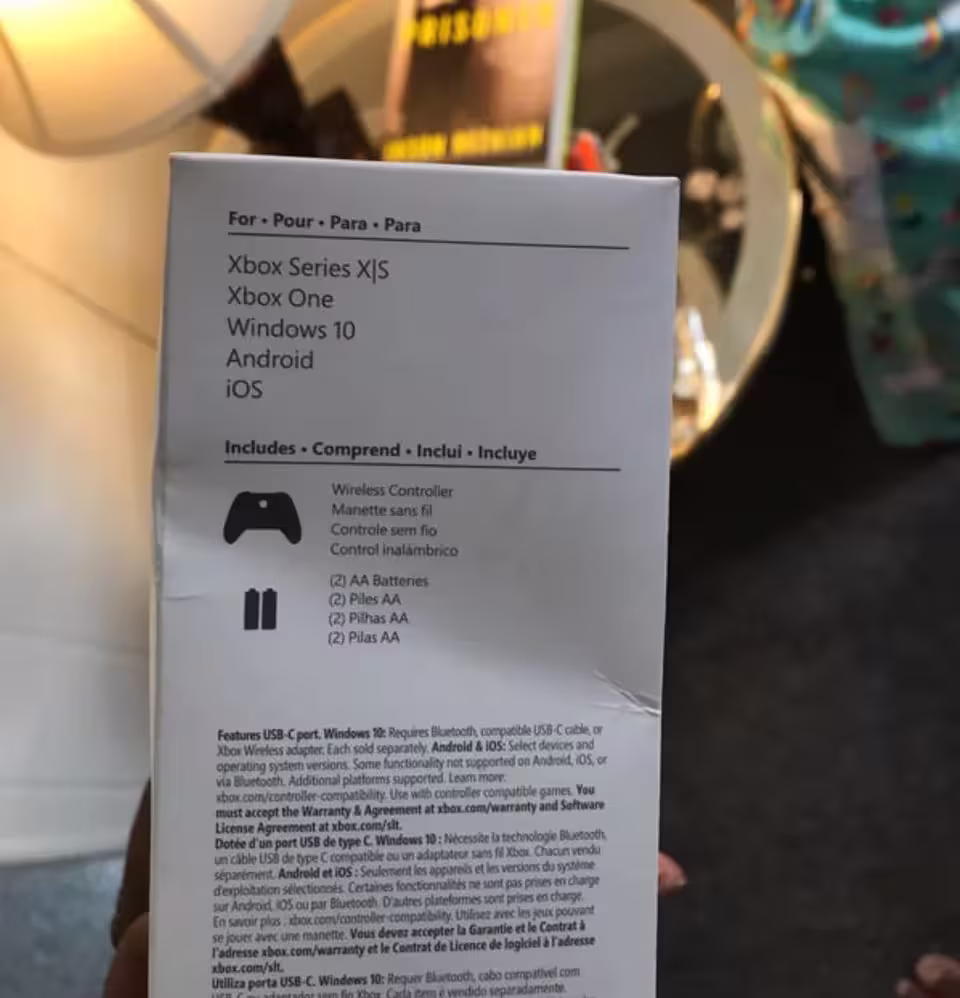 PRISONER
For • Pour • Para • Para
Xbox Series X|S
Xbox One
Windows 10
Android
iOS
Includes • Comprend • Inclui • Incluye
Wireless Controller
Manette sans fil
Controle sem fio
Control inalámbrico
(2) AA Batteries
(2) Piles AA
(2) Pilhas AA
(2) Pilas AA
Features USB-C port. Windows 10: Requires Bluetooth, compatible USB-C cable, or
Xbox Wireless adapter. Each sold separately. Android & iOS: Select devices and
operating system versions. Some functionality not supported on Android, iOS, or
via Bluetooth. Additional platforms supported. Learn more:
xbox.com/controller-compatibility. Use with controller compatible games. You
must accept the Warranty & Agreement at xbox.com/warranty and Software
License Agreement at xbox.com/slt.
Dotée d'un port USB de type C. Windows 10 : Nécessite la technologie Bluetooth,
un câble USB de type C compatible ou un adaptateur sans fil Xbox. Chacun vendu
séparément. Android et iOS : Seulement les appareils et les versions du système
d'exploitation sélectionnés. Certaines fonctionnalités ne sont pas prises en charge
sur Android, iOS ou par Bluetooth. D'autres plateformes sont prises en charge.
En savoir plus : xbox.com/controller-compatibility. Utilisez avec les jeux pouvant
se jouer avec une manette. Vous devez accepter la Garantie et le Contrat à
l'adresse xbox.com/warranty et le Contrat de Licence de logiciel à l'adresse
xbox.com/slt.
Utiliza porta USB-C. Windows 10: Requer Bluetooth, cabo compatível com
USB-C ou adaptador sem fio Xbox. Cada item é vendido separadamente.